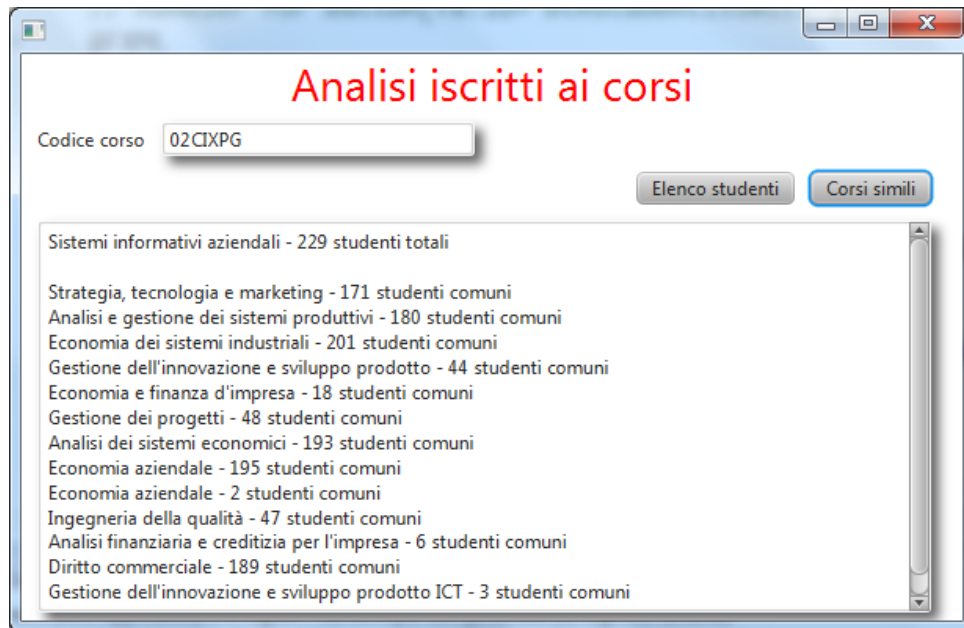 Analisi iscritti ai corsi
Codice corso 02CIXPG
Elenco studenti Corsi simili
Sistemi informativi aziendali - 229 studenti totali
Strategia, tecnologia e marketing - 171 studenti comuni
Analisi e gestione dei sistemi produttivi - 180 studenti comuni
Economia dei sistemi industriali - 201 studenti comuni
Gestione dell'innovazione e sviluppo prodotto - 44 studenti comuni
Economia e finanza d'impresa - 18 studenti comuni
Gestione dei progetti - 48 studenti comuni
Analisi dei sistemi economici - 193 studenti comuni
Economia aziendale - 195 studenti comuni
Economia aziendale - 2 studenti comuni
Ingegneria della qualità - 47 studenti comuni
Analisi finanziaria e creditizia per l'impresa - 6 studenti comuni
Diritto commerciale - 189 studenti comuni
Gestione dell'innovazione e sviluppo prodotto ICT - 3 studenti comuni